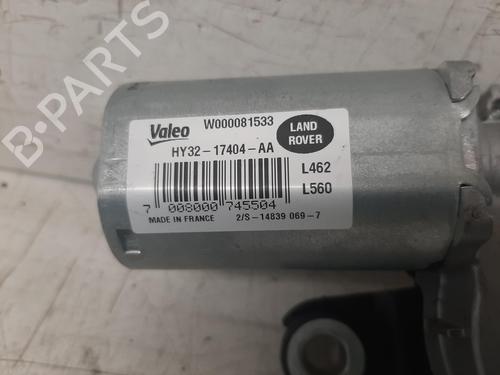 Valeo W000081533 LAND ROVER
HY32-17404-AA
L462
L560
7 008000 745504
MADE IN FRANCE 2/S-14839 069-7
B-PARTS